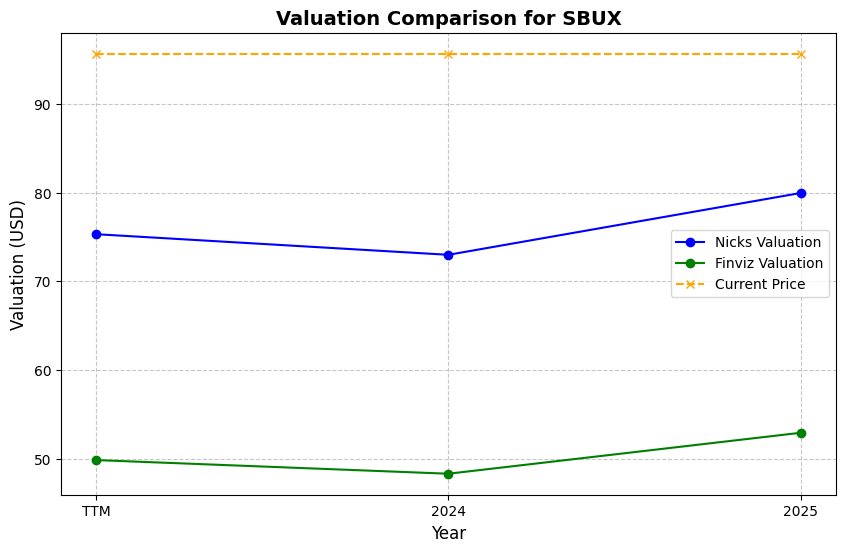 Valuation Comparison for SBUX
Valuation (USD)
90
80
70
60
50
Nicks Valuation
Finviz Valuation
Current Price
TTM
2024
2025
Year